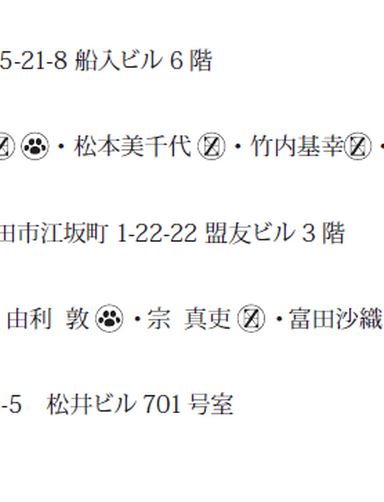 5-21-8 船入ビル 6 階
・松本美千代 ・竹内基幸 ・
田市江坂町 1-22-22 盟友ビル 3 階
由利 敦 ・宗 真吏 ・富田沙織
-5 松井ビル 701 号室